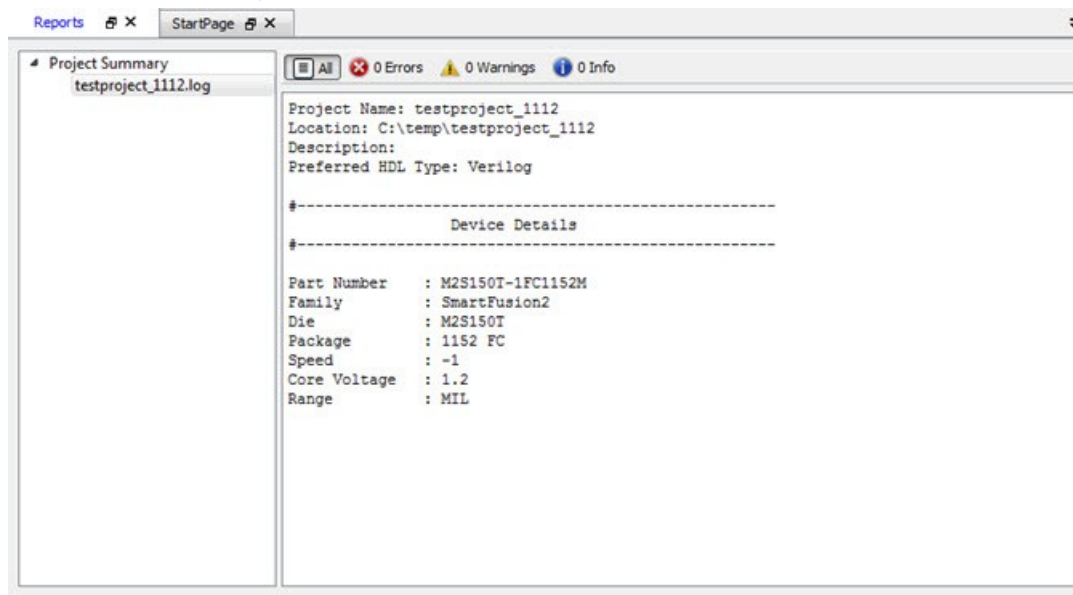 Reports StartPage
Project Summary
testproject_1112.log
All 0 Errors 0 Warnings 0 Info
Project Name: testproject_1112
Location: C:\temp\testproject_1112
Description:
Preferred HDL Type: Verilog
#------------------------------------------------------
Device Details
#------------------------------------------------------
Part Number : M2S150T-1FC1152M
Family : SmartFusion2
Die : M2S150T
Package : 1152 FC
Speed : -1
Core Voltage : 1.2
Range : MIL